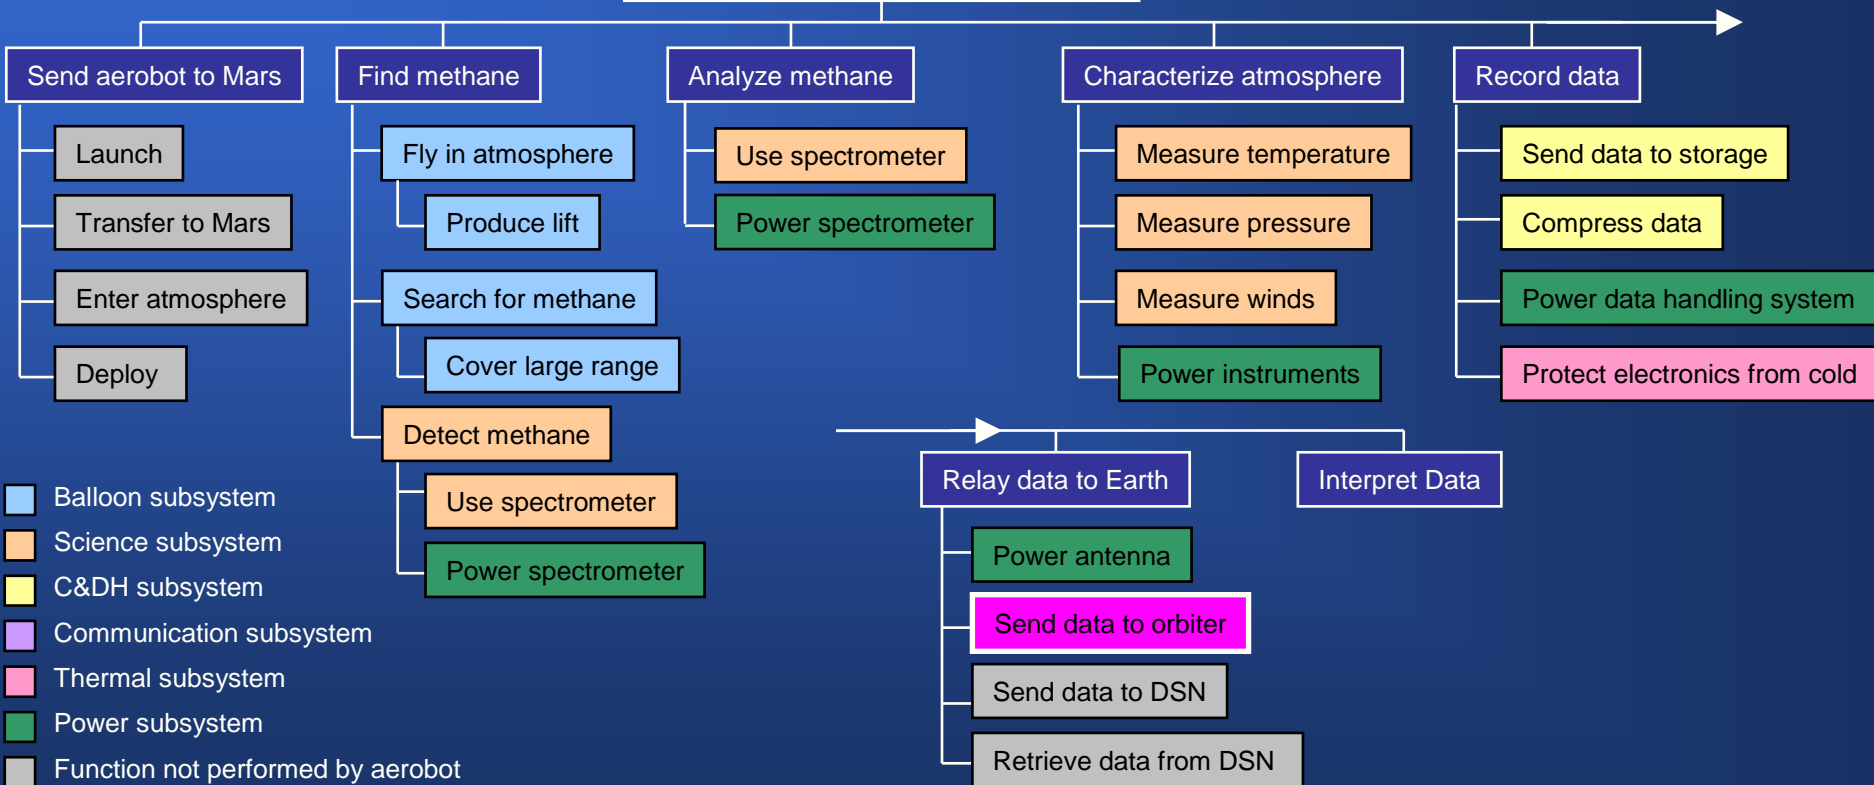 Send aerobot to Mars
Launch
Transfer to Mars
Enter atmosphere
Deploy
Find methane
Fly in atmosphere
Produce lift
Search for methane
Cover large range
Detect methane
Use spectrometer
Power spectrometer
Analyze methane
Use spectrometer
Power spectrometer
Characterize atmosphere
Measure temperature
Measure pressure
Measure winds
Power instruments
Record data
Send data to storage
Compress data
Power data handling system
Protect electronics from cold
Relay data to Earth
Power antenna
Send data to orbiter
Send data to DSN
Retrieve data from DSN
Interpret Data
Balloon subsystem
Science subsystem
C&DH subsystem
Communication subsystem
Thermal subsystem
Power subsystem
Function not performed by aerobot